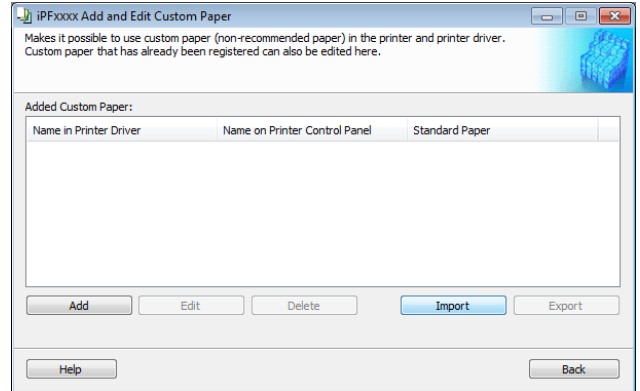 iPFxxxx Add and Edit Custom Paper
Makes it possible to use custom paper (non-recommended paper) in the printer and printer driver.
Custom paper that has already been registered can also be edited here.
Added Custom Paper:
Name in Printer Driver Name on Printer Control Panel Standard Paper
Add Edit Delete Import Export
Help Back